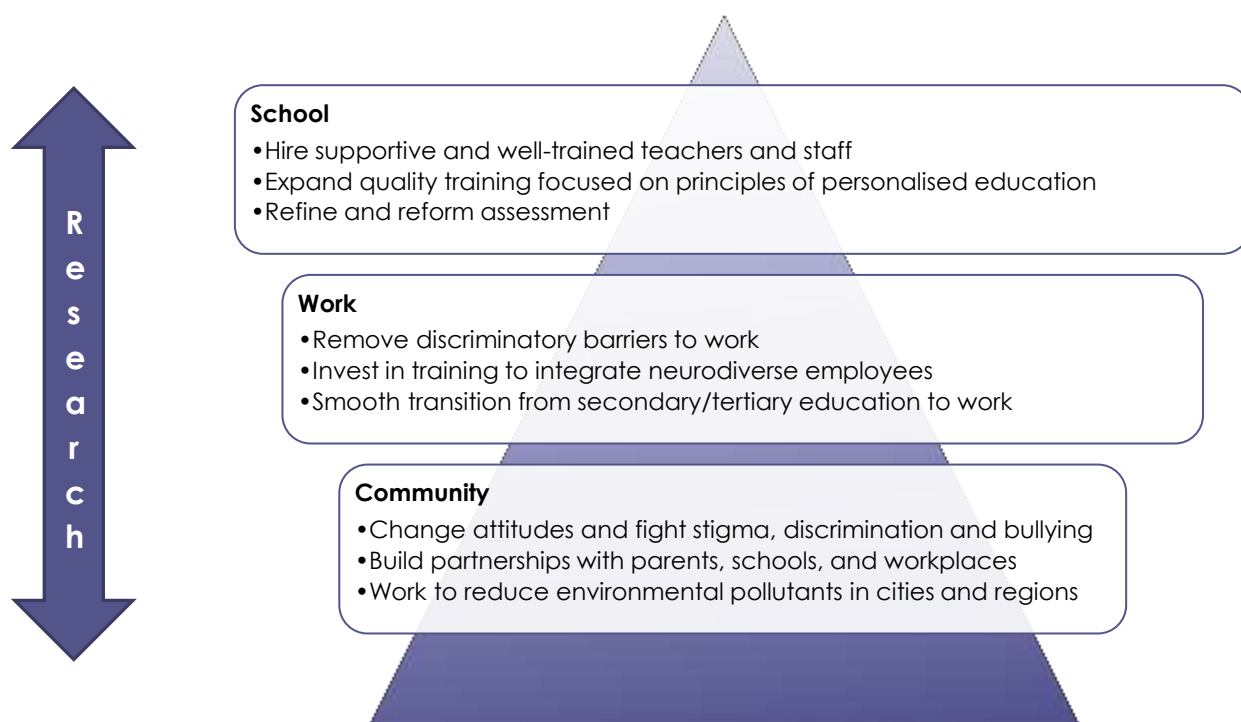 Research
School
•Hire supportive and well-trained teachers and staff
•Expand quality training focused on principles of personalised education
•Refine and reform assessment
Work
•Remove discriminatory barriers to work
•Invest in training to integrate neurodiverse employees
•Smooth transition from secondary/tertiary education to work
Community
•Change attitudes and fight stigma, discrimination and bullying
•Build partnerships with parents, schools, and workplaces
•Work to reduce environmental pollutants in cities and regions